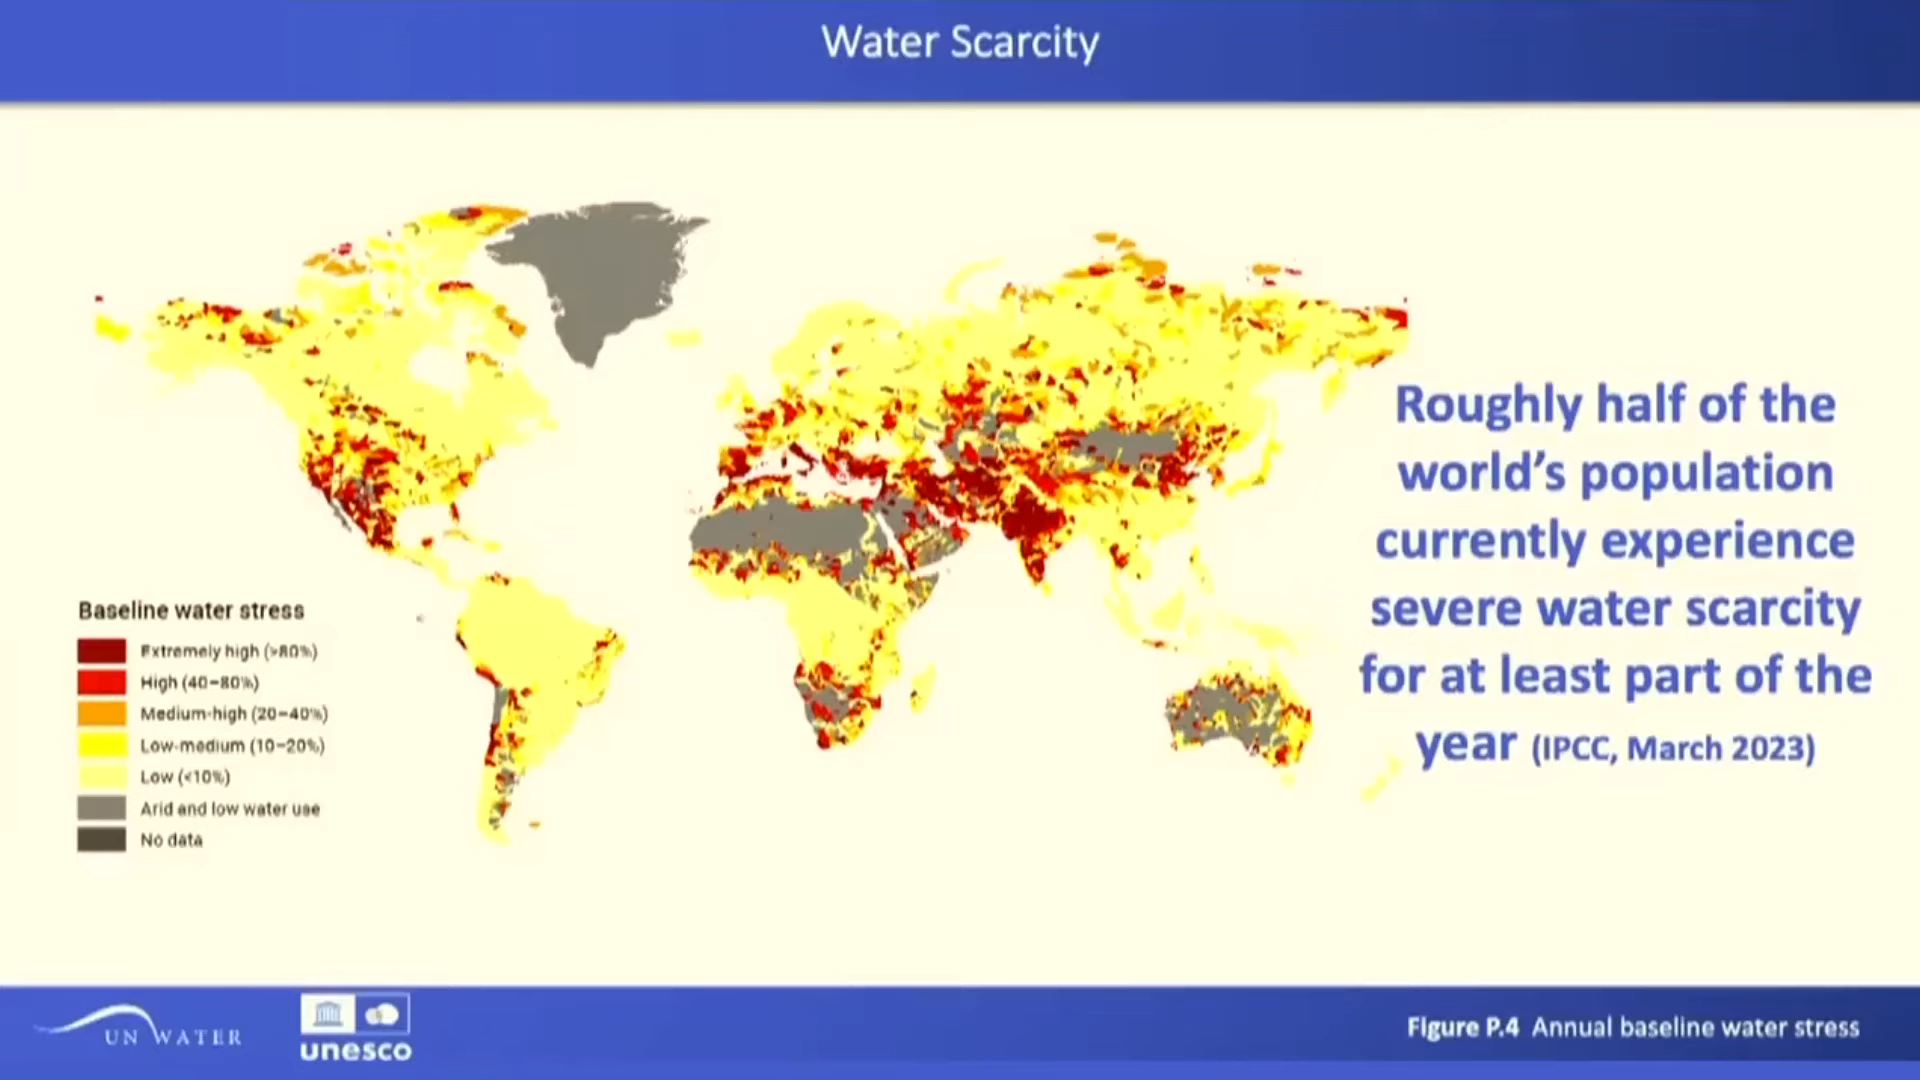 Water Scarcity
Roughly half of the
world's population
currently experience
severe water scarcity
for at least part of the
year (IPCC, March 2023)
Baseline water stress
Extremely high (>80%)
High (40–80%)
Medium-high (20–40%)
Low-medium (10–20%)
Low (<10%)
Arid and low water use
No data
UN WATER
unesco
Figure P.4 Annual baseline water stress